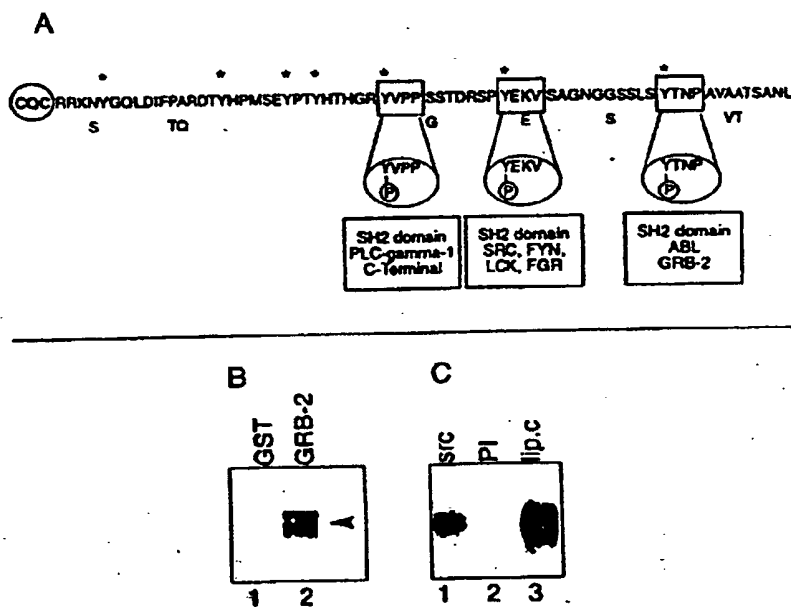 A
* * * * * * *
CQC RRKNYGQLDIFPARDTYHPMSEYPTYHTHGR YVPP SSTDRSP YEKV SAGNGGSSLS YTNP AVAATSANL
S TQ G E S VT
YVPP YEKV YTNP
P P P
SH2 domain
PLC-gamma-1
C-Terminal
SH2 domain
SRC, FYN,
LCK, FGR
SH2 domain
ABL
GRB-2
B
GST
GRB-2
1 2
C
src
PI
lip.c
1 2 3